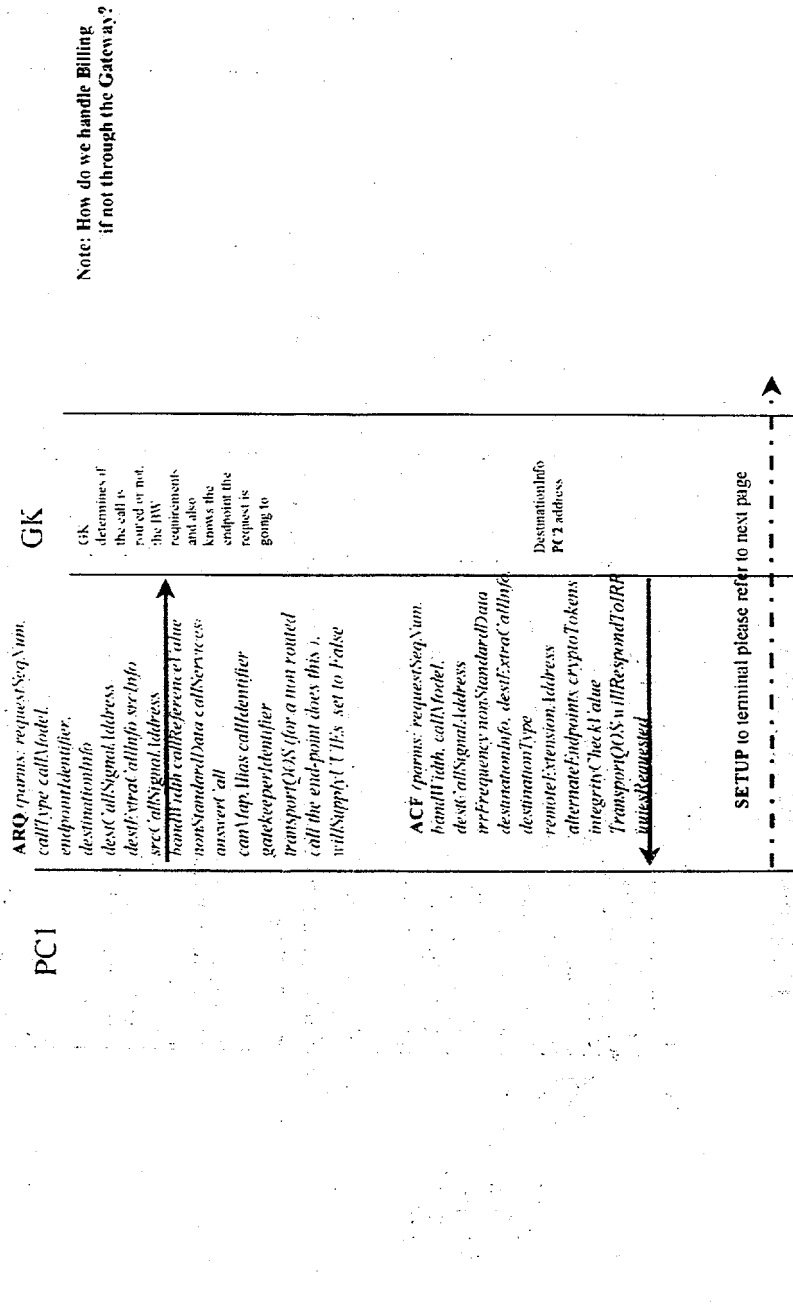 PC1
GK
Note: How do we handle Billing
if not through the Gateway?
ARQ (parms: requestSeqNum,
callType callModel,
endpointIdentifier,
destinationInfo
destCallSignalAddress
destExtraCallInfo srcInfo
srcCallSignalAddress
bandWidth callReferenceValue
nonStandardData callServices,
answerCall
canMapAlias callIdentifier
gatekeeperIdentifier
transportQOS (for a non routed
call the end-point does this ),
willSupplyUUIEs set to False
GK
determines if
the call is
routed or not,
the BW
requirements
and also
knows the
endpoint the
request is
going to
ACF (parms: requestSeqNum,
bandWidth, callModel,
destCallSignalAddress
irrFrequency nonStandardData
destinationInfo, destExtraCallInfo,
destinationType
remoteExtensionAddress
alternateEndpoints cryptoTokens
integrityCheckValue
TransportQOS willRespondToIRR
uuiesRequested
DestinationInfo
PC2 address
SETUP to terminal please refer to next page